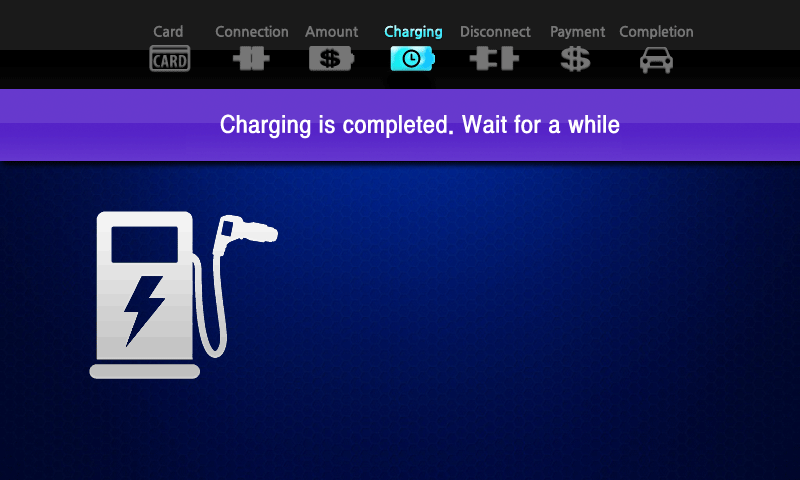 Card Connection Amount Charging Disconnect Payment Completion
CARD $ $
Charging is completed. Wait for a while